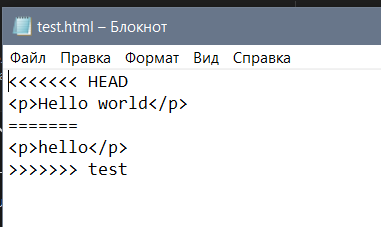 test.html – Блокнот
Файл Правка Формат Вид Справка
<<<<<<< HEAD
<p>Hello world</p>
=======
<p>hello</p>
>>>>>>> test